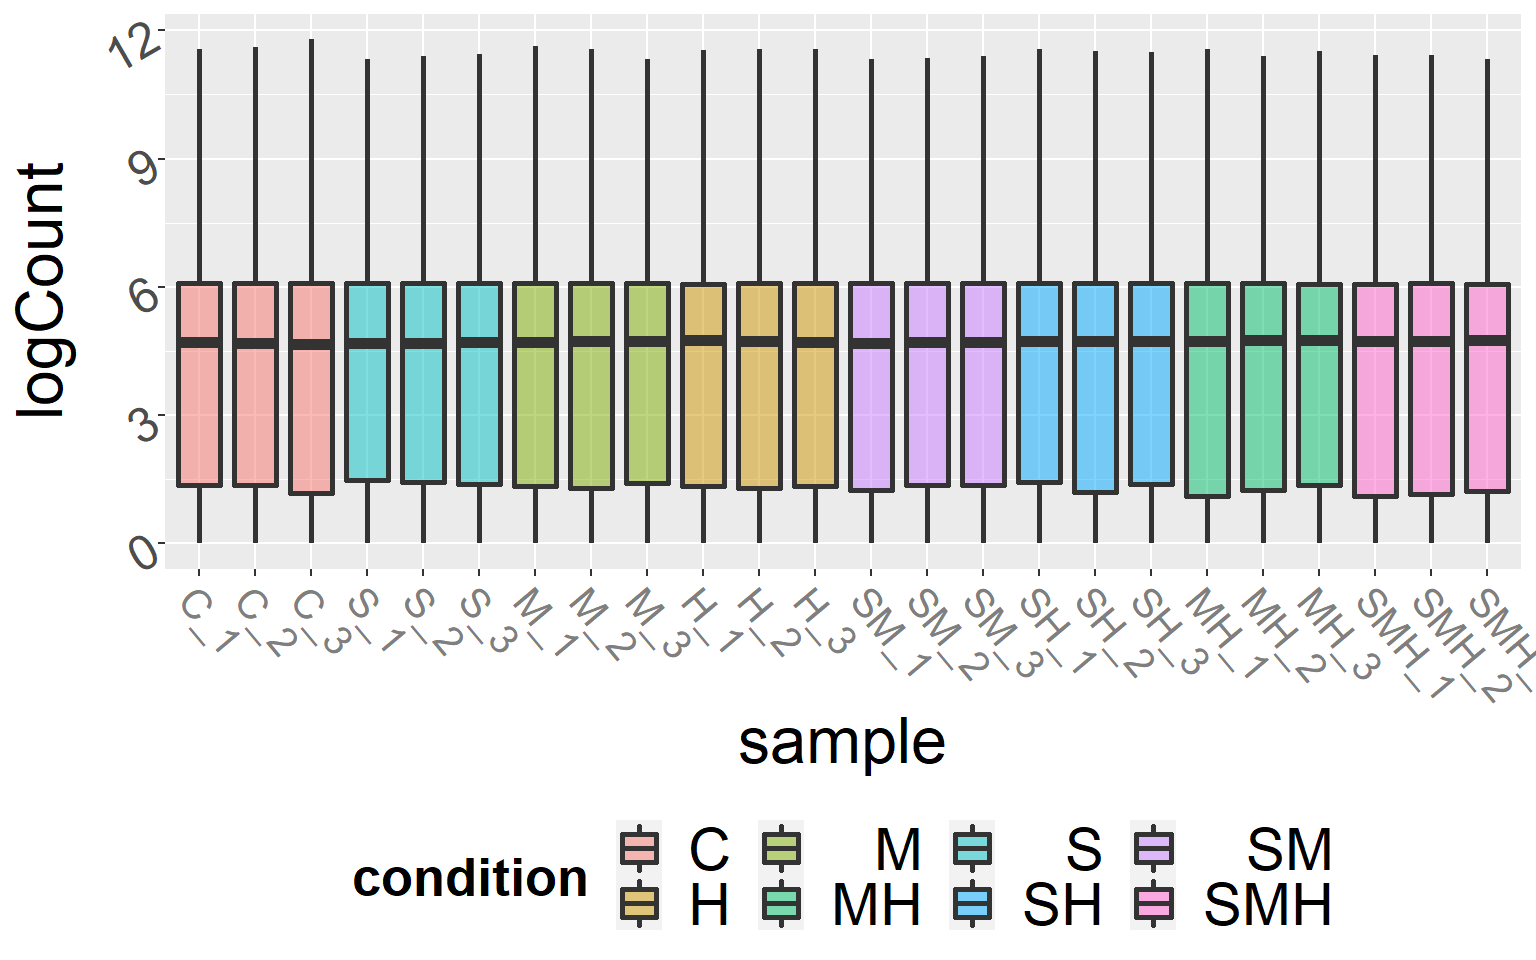 logCount
12
9
6
3
0
C_1
C_2
C_3
S_1
S_2
S_3
M_1
M_2
M_3
H_1
H_2
H_3
SM_1
SM_2
SM_3
SH_1
SH_2
SH_3
MH_1
MH_2
MH_3
SMH_1
SMH_2
SMH_
sample
condition
C M S SM
H MH SH SMH